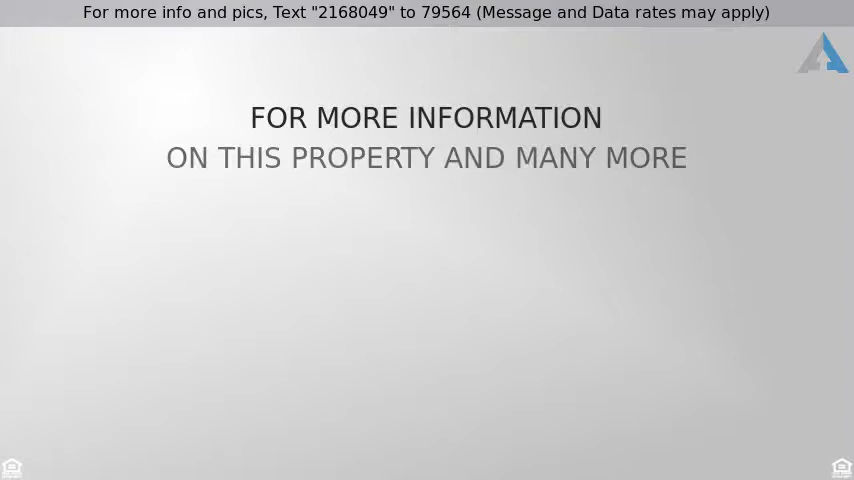 For more info and pics, Text "2168049" to 79564 (Message and Data rates may apply)
FOR MORE INFORMATION
ON THIS PROPERTY AND MANY MORE